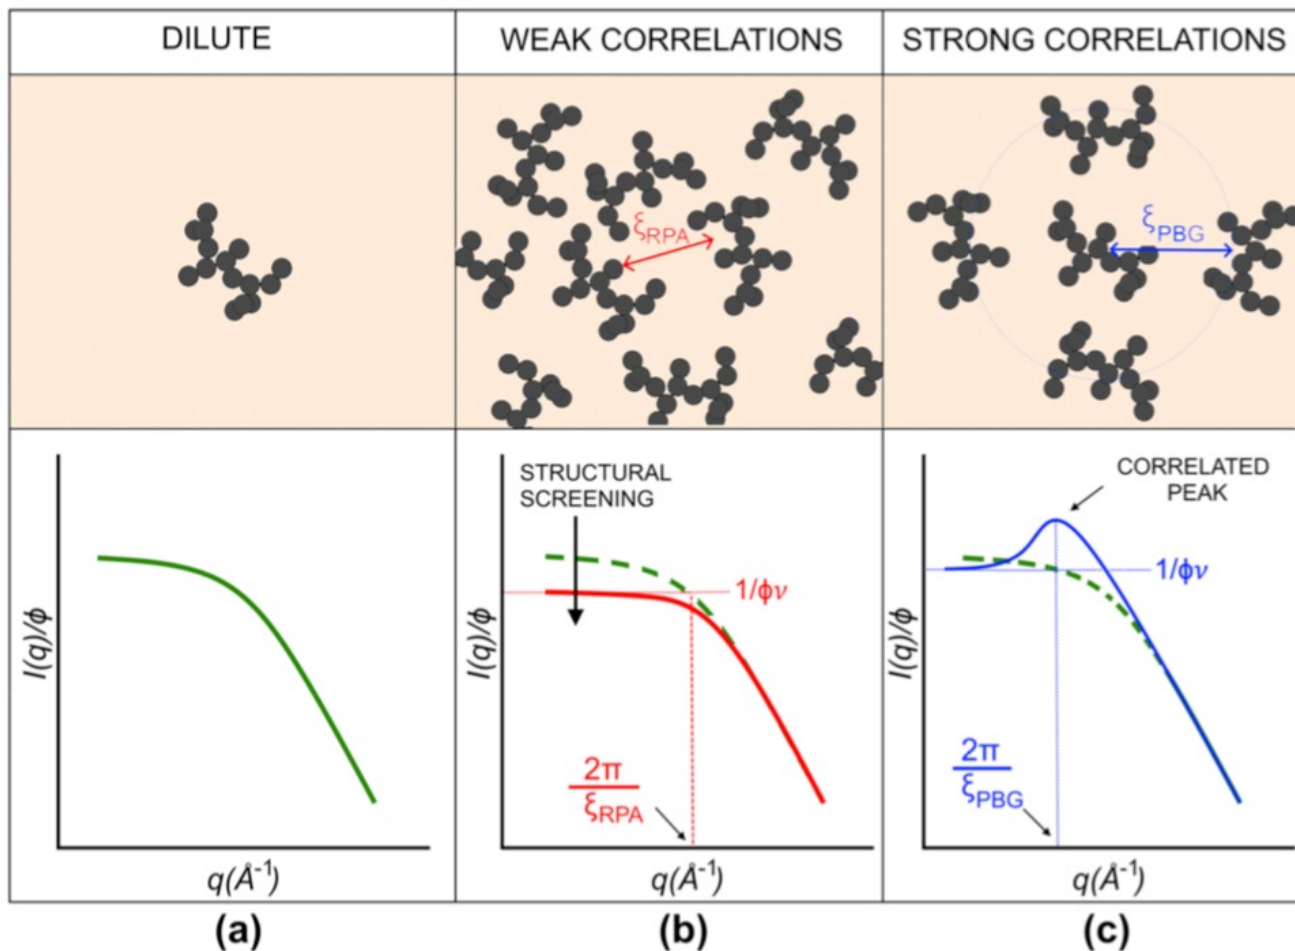 DILUTE
WEAK CORRELATIONS
STRONG CORRELATIONS
ξRPA
ξPBG
I(q)/ϕ
q(Å⁻¹)
STRUCTURAL
SCREENING
1/ϕν
I(q)/ϕ
2π
ξRPA
q(Å⁻¹)
CORRELATED
PEAK
1/ϕν
I(q)/ϕ
2π
ξPBG
q(Å⁻¹)
(a)
(b)
(c)